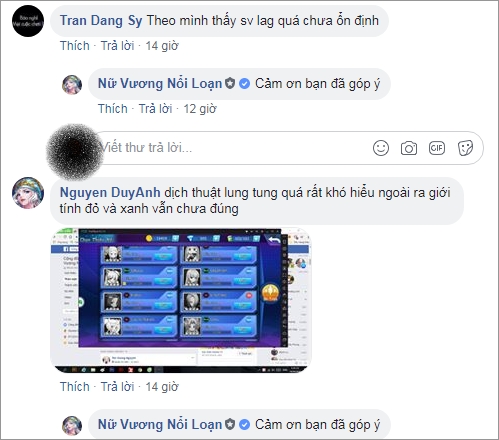 Tran Dang Sy Theo mình thấy sv lag quá chưa ổn định
Thích · Trả lời · 14 giờ
Nữ Vương Nổi Loạn Cảm ơn bạn đã góp ý
Thích · Trả lời · 12 giờ
Viết thư trả lời...
GIF
Nguyen DuyAnh dịch thuật lung tung quá rất khó hiểu ngoài ra giới
tính đỏ và xanh vẫn chưa đúng
Thích · Trả lời · 14 giờ
Nữ Vương Nổi Loạn Cảm ơn bạn đã góp ý